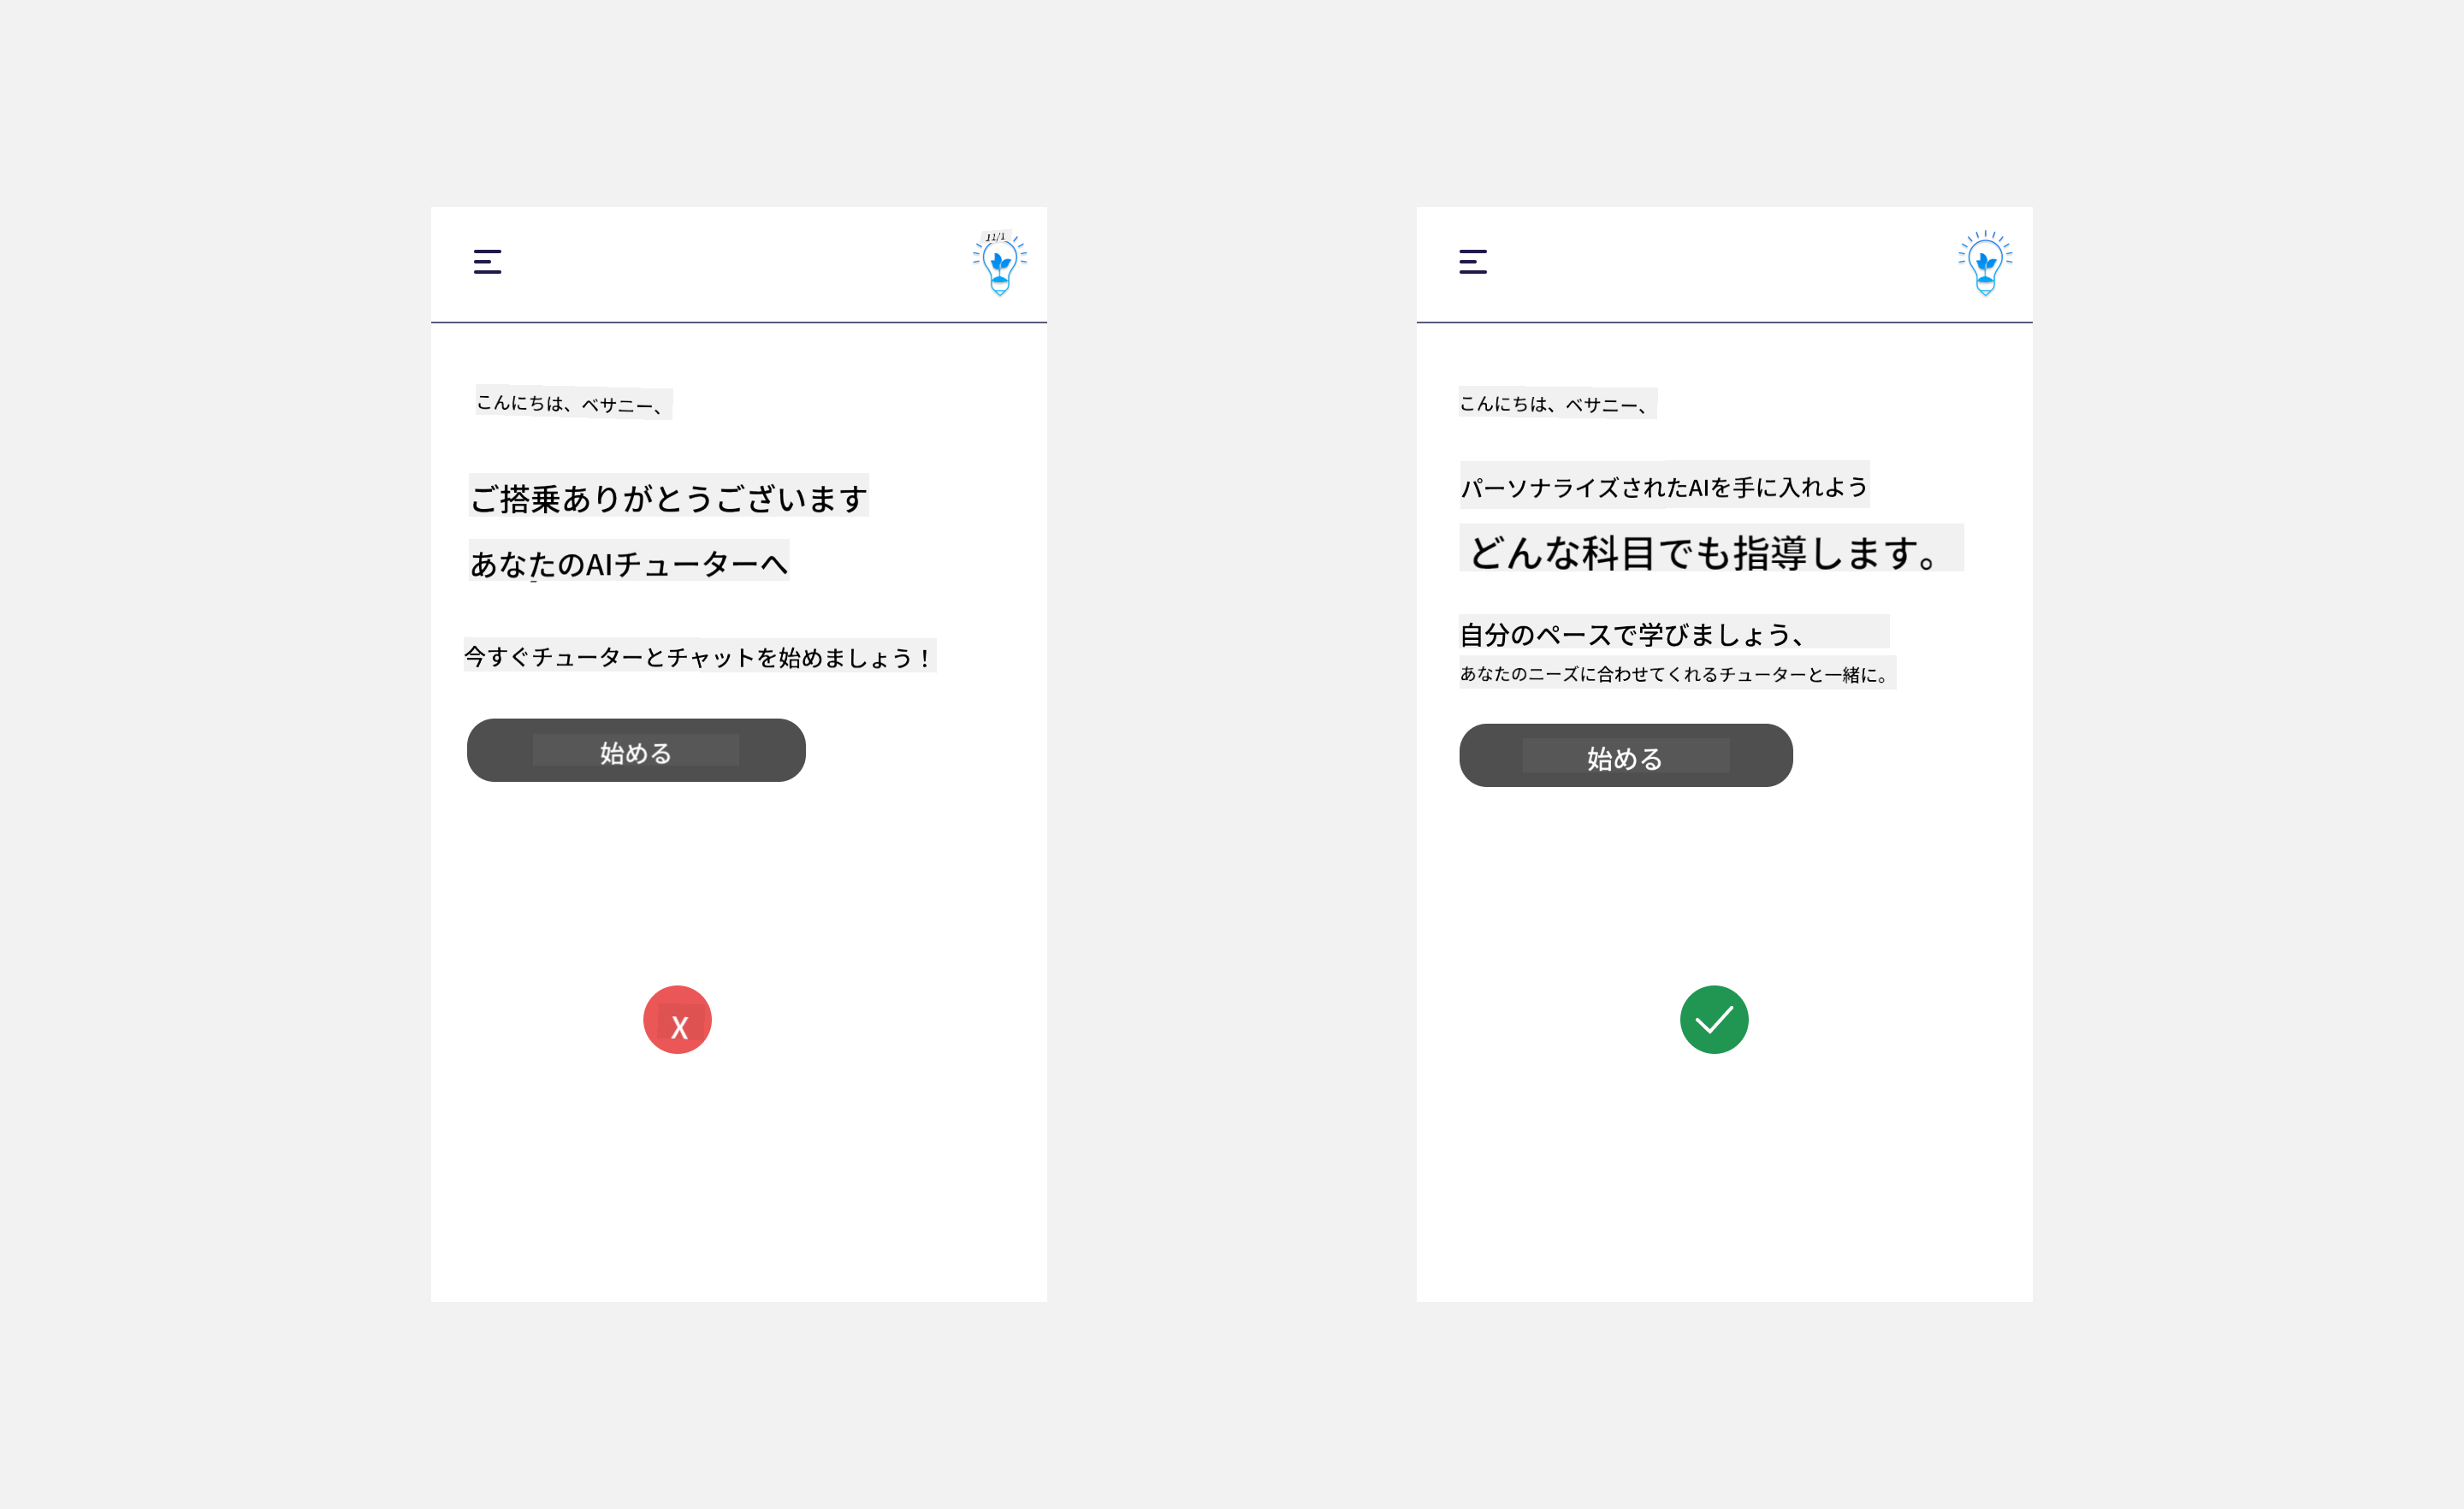 11/1
こんにちは、ベサニー、
ご搭乗ありがとうございます
あなたのAIチューターへ
今すぐチューターとチャットを始めましょう！
始める
X
こんにちは、ベサニー、
パーソナライズされたAIを手に入れよう
どんな科目でも指導します。
自分のペースで学びましょう、
あなたのニーズに合わせてくれるチューターと一緒に。
始める